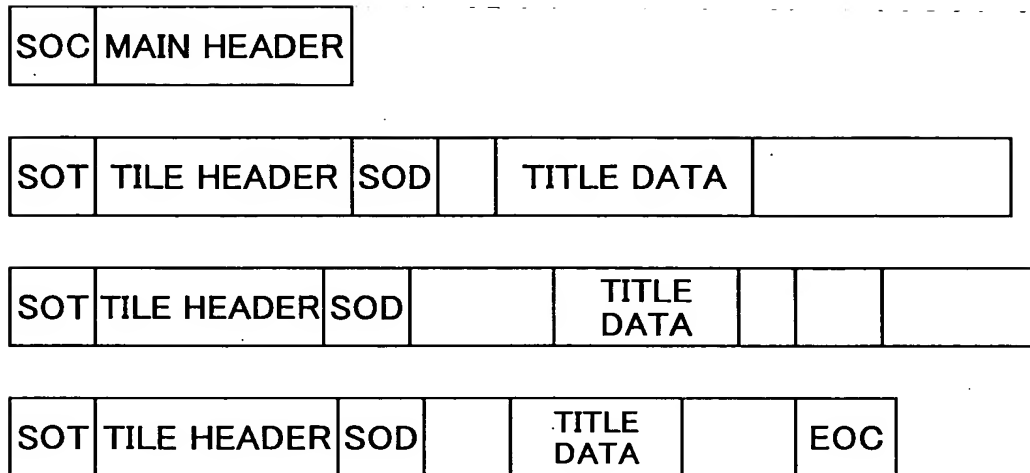 SOC MAIN HEADER
SOT TILE HEADER SOD TITLE DATA
SOT TILE HEADER SOD TITLE DATA
SOT TILE HEADER SOD TITLE DATA EOC